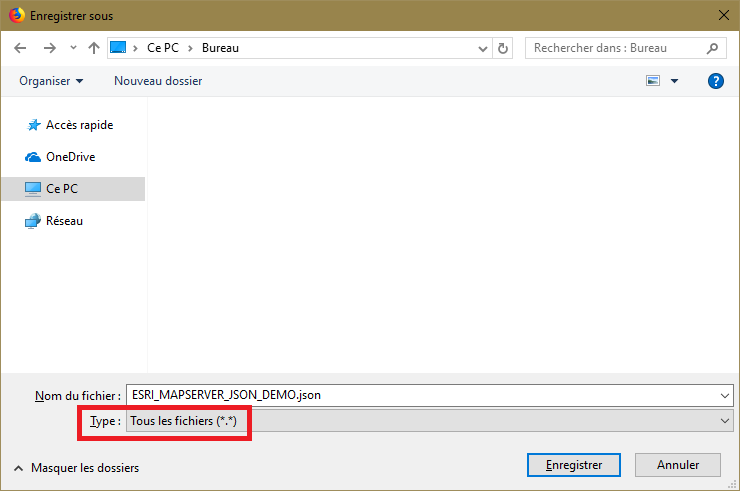 Enregistrer sous
Ce PC Bureau
Rechercher dans : Bureau
Organiser
Nouveau dossier
?
Accès rapide
OneDrive
Ce PC
Réseau
Nom du fichier : ESRI_MAPSERVER_JSON_DEMO.json
Type : Tous les fichiers (*.*)
Masquer les dossiers
Enregistrer
Annuler